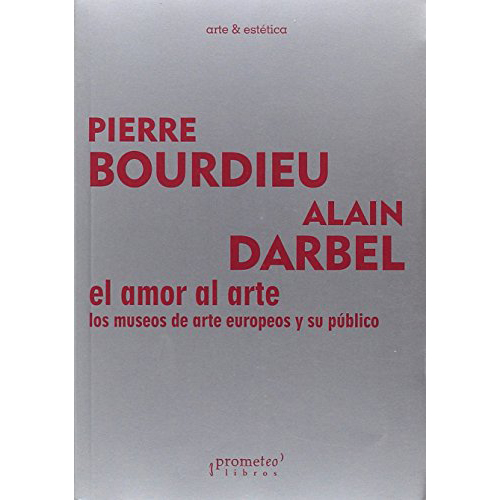 arte & estética
PIERRE
BOURDIEU
ALAIN
DARBEL
el amor al arte
los museos de arte europeos y su público
prometeo
libros